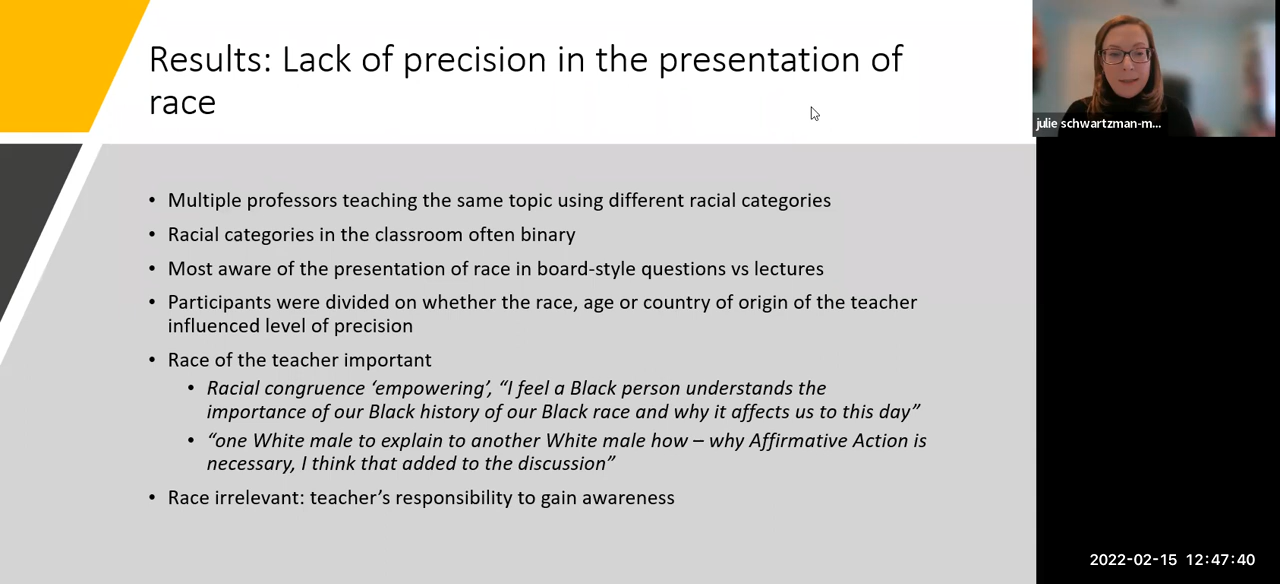 Results: Lack of precision in the presentation of
race
julie schwartzman-m...
• Multiple professors teaching the same topic using different racial categories
• Racial categories in the classroom often binary
• Most aware of the presentation of race in board-style questions vs lectures
• Participants were divided on whether the race, age or country of origin of the teacher
influenced level of precision
• Race of the teacher important
• Racial congruence ‘empowering’, “I feel a Black person understands the
importance of our Black history of our Black race and why it affects us to this day”
• “one White male to explain to another White male how – why Affirmative Action is
necessary, I think that added to the discussion”
• Race irrelevant: teacher’s responsibility to gain awareness
2022-02-15 12:47:40